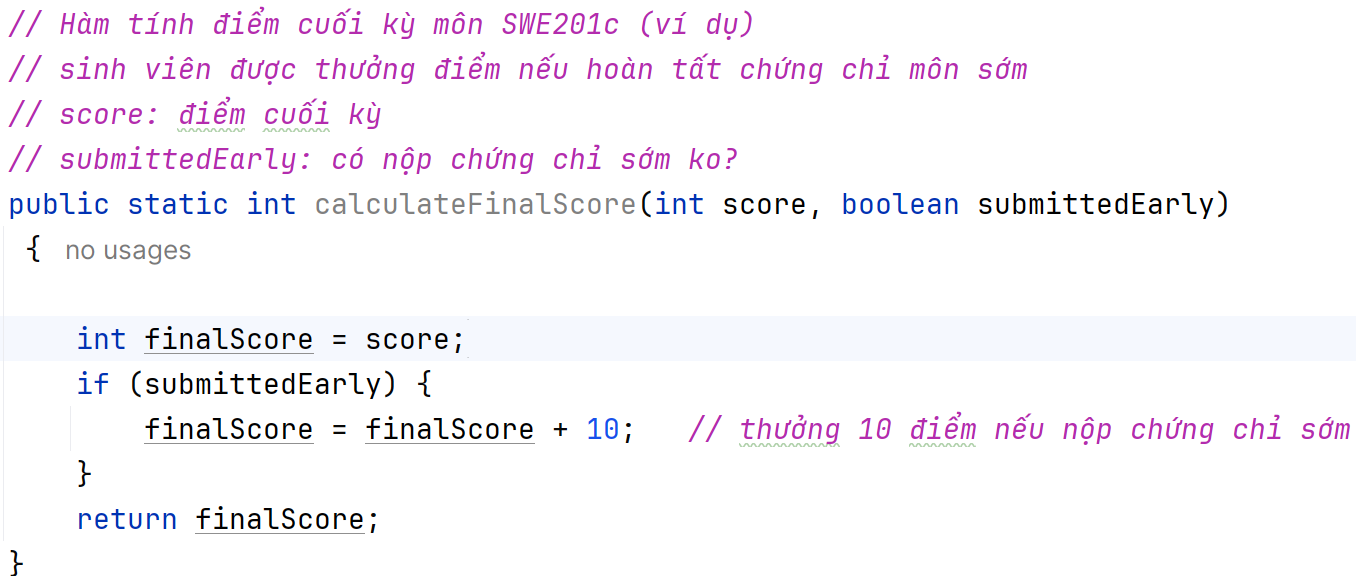 // Hàm tính điểm cuối kỳ môn SWE201c (ví dụ)
// sinh viên được thưởng điểm nếu hoàn tất chứng chỉ môn sớm
// score: điểm cuối kỳ
// submittedEarly: có nộp chứng chỉ sớm ko?
public static int calculateFinalScore(int score, boolean submittedEarly)
{ no usages
int finalScore = score;
if (submittedEarly) {
finalScore = finalScore + 10; // thưởng 10 điểm nếu nộp chứng chỉ sớm
}
return finalScore;
}